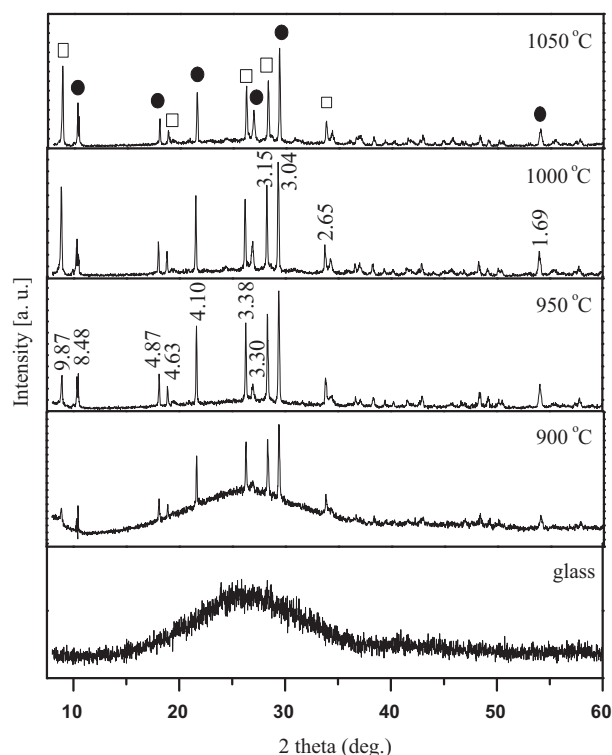 1050 °C
1000 °C
3.15
3.04
2.65
1.69
950 °C
9.87
8.48
4.87
4.63
4.10
3.38
3.30
900 °C
glass
Intensity [a. u.]
10 20 30 40 50 60
2 theta (deg.)